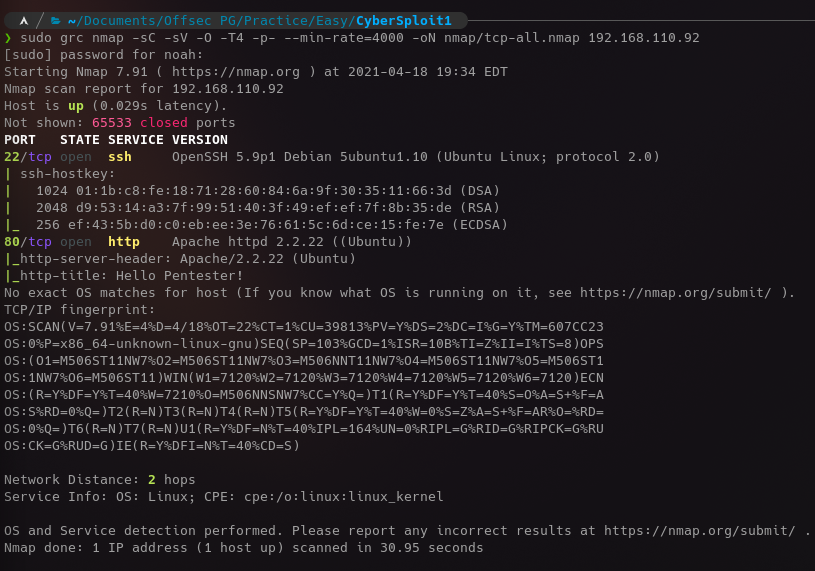 ~/Documents/Offsec PG/Practice/Easy/CyberSploit1
❯ sudo grc nmap -sC -sV -O -T4 -p- --min-rate=4000 -oN nmap/tcp-all.nmap 192.168.110.92
[sudo] password for noah:
Starting Nmap 7.91 ( https://nmap.org ) at 2021-04-18 19:34 EDT
Nmap scan report for 192.168.110.92
Host is up (0.029s latency).
Not shown: 65533 closed ports
PORT   STATE SERVICE VERSION
22/tcp open  ssh     OpenSSH 5.9p1 Debian 5ubuntu1.10 (Ubuntu Linux; protocol 2.0)
| ssh-hostkey:
|   1024 01:1b:c8:fe:18:71:28:60:84:6a:9f:30:35:11:66:3d (DSA)
|   2048 d9:53:14:a3:7f:99:51:40:3f:49:ef:ef:7f:8b:35:de (RSA)
|_  256 ef:43:5b:d0:c0:eb:ee:3e:76:61:5c:6d:ce:15:fe:7e (ECDSA)
80/tcp open  http    Apache httpd 2.2.22 ((Ubuntu))
|_http-server-header: Apache/2.2.22 (Ubuntu)
|_http-title: Hello Pentester!
No exact OS matches for host (If you know what OS is running on it, see https://nmap.org/submit/ ).
TCP/IP fingerprint:
OS:SCAN(V=7.91%E=4%D=4/18%OT=22%CT=1%CU=39813%PV=Y%DS=2%DC=I%G=Y%TM=607CC23
OS:0%P=x86_64-unknown-linux-gnu)SEQ(SP=103%GCD=1%ISR=10B%TI=Z%II=I%TS=8)OPS
OS:(O1=M506ST11NW7%O2=M506ST11NW7%O3=M506NNT11NW7%O4=M506ST11NW7%O5=M506ST1
OS:1NW7%O6=M506ST11)WIN(W1=7120%W2=7120%W3=7120%W4=7120%W5=7120%W6=7120)ECN
OS:(R=Y%DF=Y%T=40%W=7210%O=M506NNSNW7%CC=Y%Q=)T1(R=Y%DF=Y%T=40%S=O%A=S+%F=A
OS:S%RD=0%Q=)T2(R=N)T3(R=N)T4(R=N)T5(R=Y%DF=Y%T=40%W=0%S=Z%A=S+%F=AR%O=%RD=
OS:0%Q=)T6(R=N)T7(R=N)U1(R=Y%DF=N%T=40%IPL=164%UN=0%RIPL=G%RID=G%RIPCK=G%RU
OS:CK=G%RUD=G)IE(R=Y%DFI=N%T=40%CD=S)
Network Distance: 2 hops
Service Info: OS: Linux; CPE: cpe:/o:linux:linux_kernel
OS and Service detection performed. Please report any incorrect results at https://nmap.org/submit/ .
Nmap done: 1 IP address (1 host up) scanned in 30.95 seconds